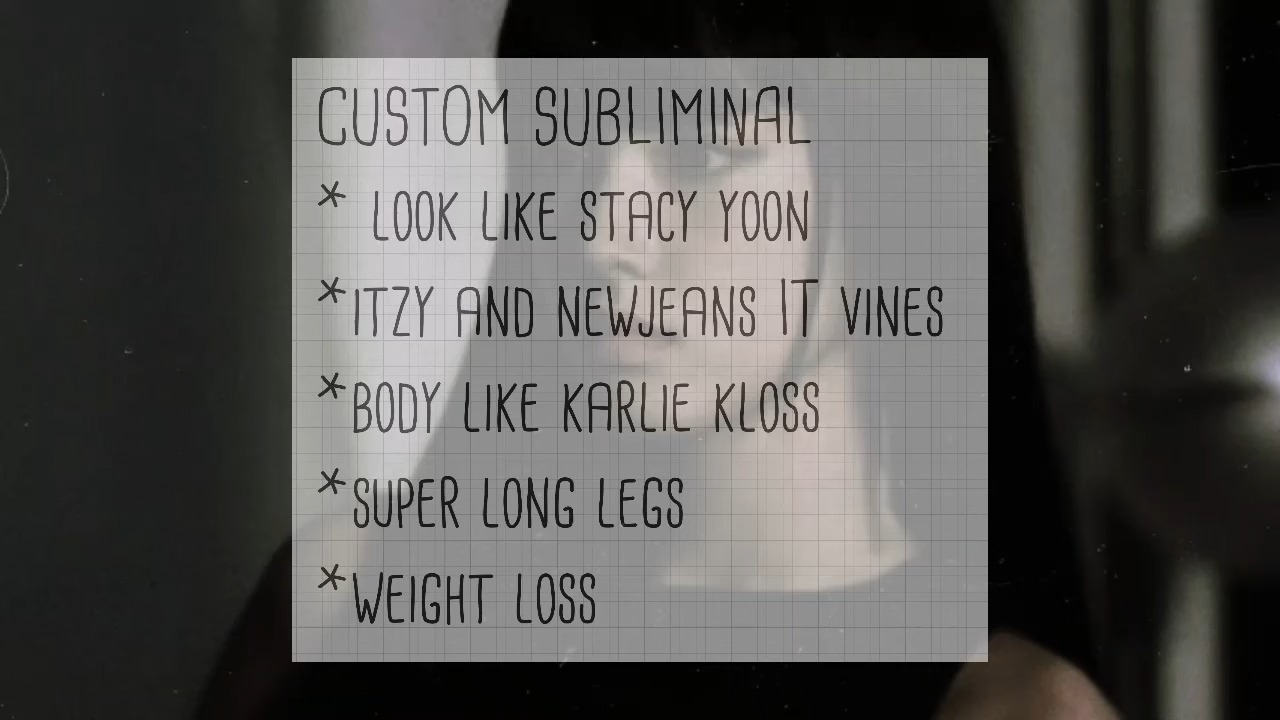 CUSTOM SUBLIMINAL
* LOOK LIKE STACY YOON
*ITZY AND NEWJEANS IT VINES
*BODY LIKE KARLIE KLOSS
*SUPER LONG LEGS
*WEIGHT LOSS